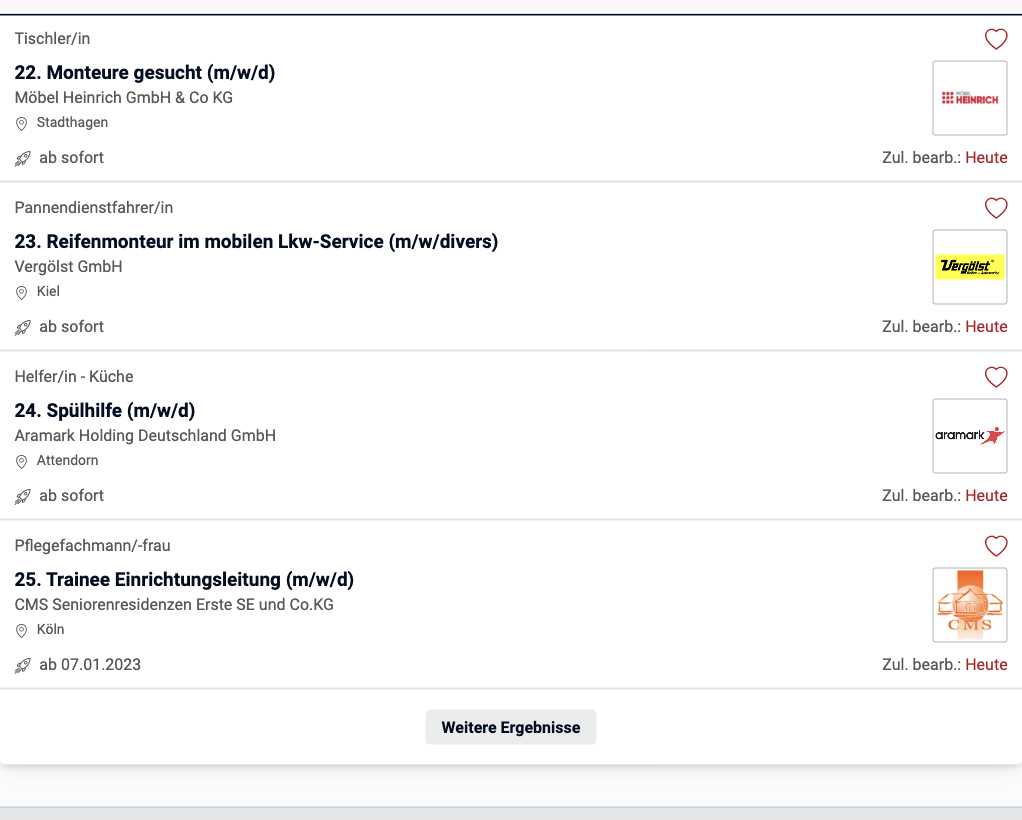 Tischler/in
22. Monteure gesucht (m/w/d)
Möbel Heinrich GmbH & Co KG
MÖBEL
HEINRICH
Stadthagen
ab sofort
Zul. bearb.: Heute
Pannendienstfahrer/in
23. Reifenmonteur im mobilen Lkw-Service (m/w/divers)
Vergölst GmbH
Vergölst
Kiel
ab sofort
Zul. bearb.: Heute
Helfer/in - Küche
24. Spülhilfe (m/w/d)
Aramark Holding Deutschland GmbH
aramark
Attendorn
ab sofort
Zul. bearb.: Heute
Pflegefachmann/-frau
25. Trainee Einrichtungsleitung (m/w/d)
CMS Seniorenresidenzen Erste SE und Co.KG
CMS
Köln
ab 07.01.2023
Zul. bearb.: Heute
Weitere Ergebnisse